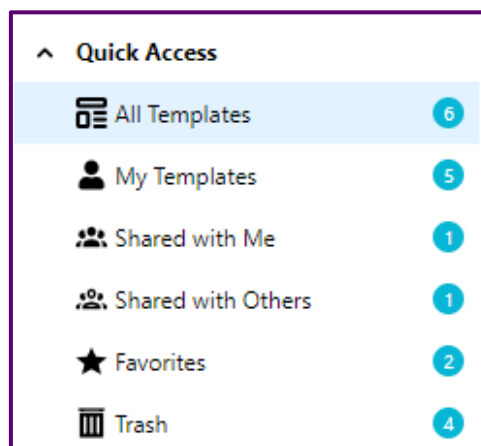 Quick Access
All Templates 6
My Templates 5
Shared with Me 1
Shared with Others 1
Favorites 2
Trash 4